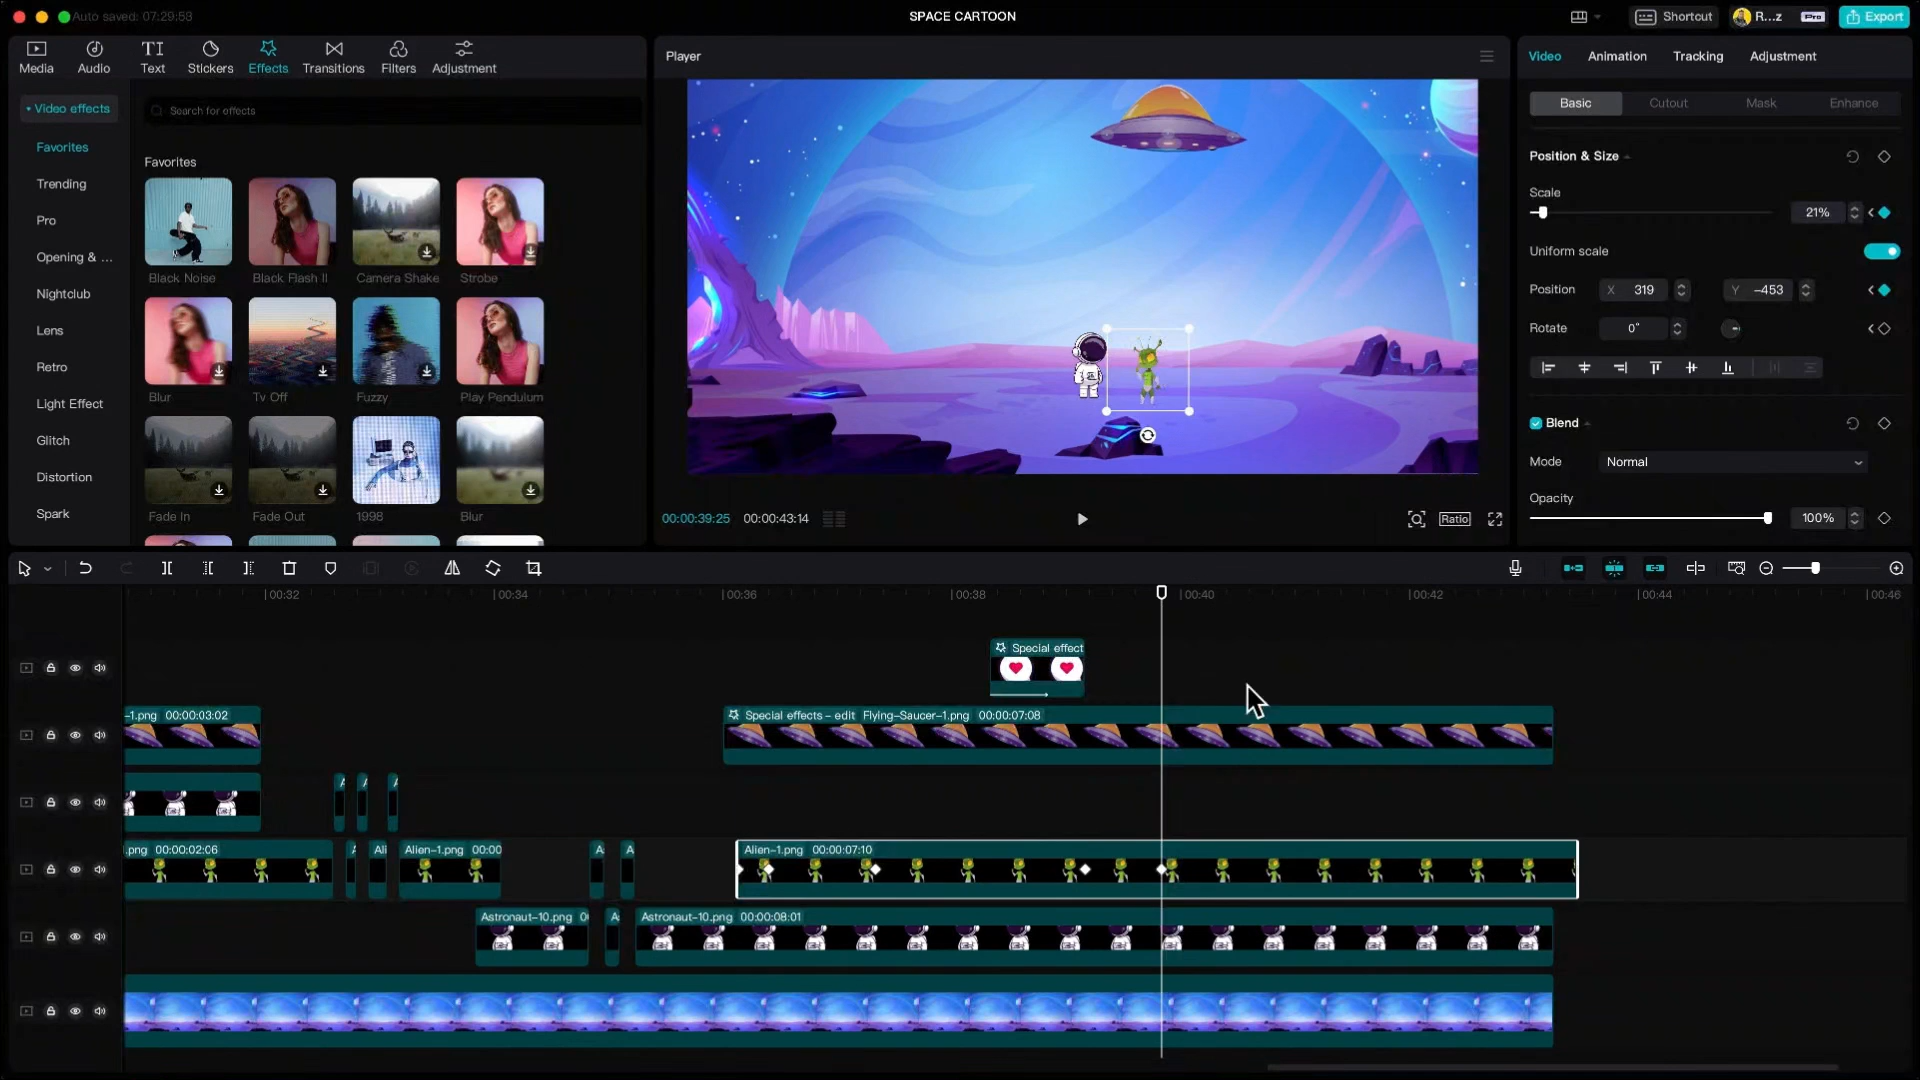 Auto saved: 07:29:53
SPACE CARTOON
Shortcut
R...z
Pro
Export
Media
Audio
TI
Text
Stickers
Effects
Transitions
Filters
Adjustment
Video effects
Favorites
Trending
Pro
Opening & ...
Nightclub
Lens
Retro
Light Effect
Glitch
Distortion
Spark
Search for effects
Favorites
Black Noise
Black Flash II
Camera Shake
Strobe
Blur
Tv Off
Fuzzy
Play Pendulum
Fade In
Fade Out
1998
Blur
Player
00:00:39:25
00:00:43:14
Ratio
Video
Animation
Tracking
Adjustment
Basic
Cutout
Mask
Enhance
Position & Size
Scale
21%
Uniform scale
Position
X 319
Y -453
Rotate
0°
Blend
Mode
Normal
Opacity
100%
00:32
00:34
00:36
00:38
00:40
00:42
00:44
00:46
Special effect
-1.png 00:00:03:02
Special effects - edit Flying-Saucer-1.png 00:00:07:08
A
.png 00:00:02:06
Ali
Alien-1.png 00:00
A
A
Alien-1.png 00:00:07:10
Astronaut-10.png 0
A
Astronaut-10.png 00:00:08:01